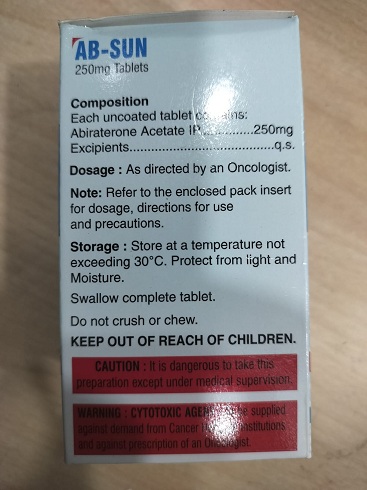 AB-SUN
250mg Tablets
Composition
Each uncoated tablet
Abiraterone Acetate IP.............250mg
Excipients.............................................q.s.
Dosage : As directed by an Oncologist.
Note: Refer to the enclosed pack insert
for dosage, directions for use
and precautions.
Storage : Store at a temperature not
exceeding 30°C. Protect from light and
Moisture.
Swallow complete tablet.
Do not crush or chew.
KEEP OUT OF REACH OF CHILDREN.
CAUTION : It is dangerous to take this
preparation except under medical supervision.
WARNING : CYTOTOXIC AGENT be supplied
against demand from Cancer Institutions
and against prescription of an Oncologist.